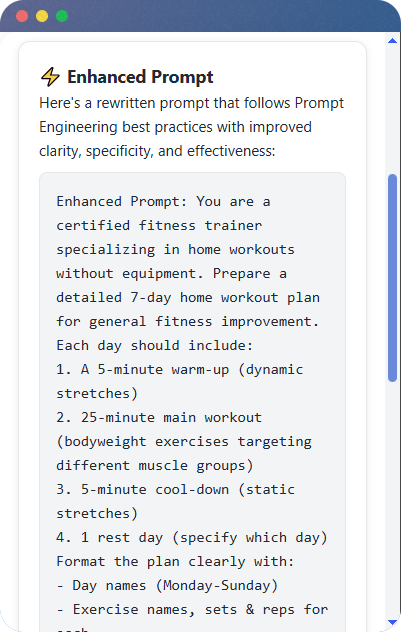 ⚡ Enhanced Prompt
Here's a rewritten prompt that follows Prompt
Engineering best practices with improved
clarity, specificity, and effectiveness:
Enhanced Prompt: You are a
certified fitness trainer
specializing in home workouts
without equipment. Prepare a
detailed 7-day home workout plan
for general fitness improvement.
Each day should include:
1. A 5-minute warm-up (dynamic
stretches)
2. 25-minute main workout
(bodyweight exercises targeting
different muscle groups)
3. 5-minute cool-down (static
stretches)
4. 1 rest day (specify which day)
Format the plan clearly with:
- Day names (Monday-Sunday)
- Exercise names, sets & reps for